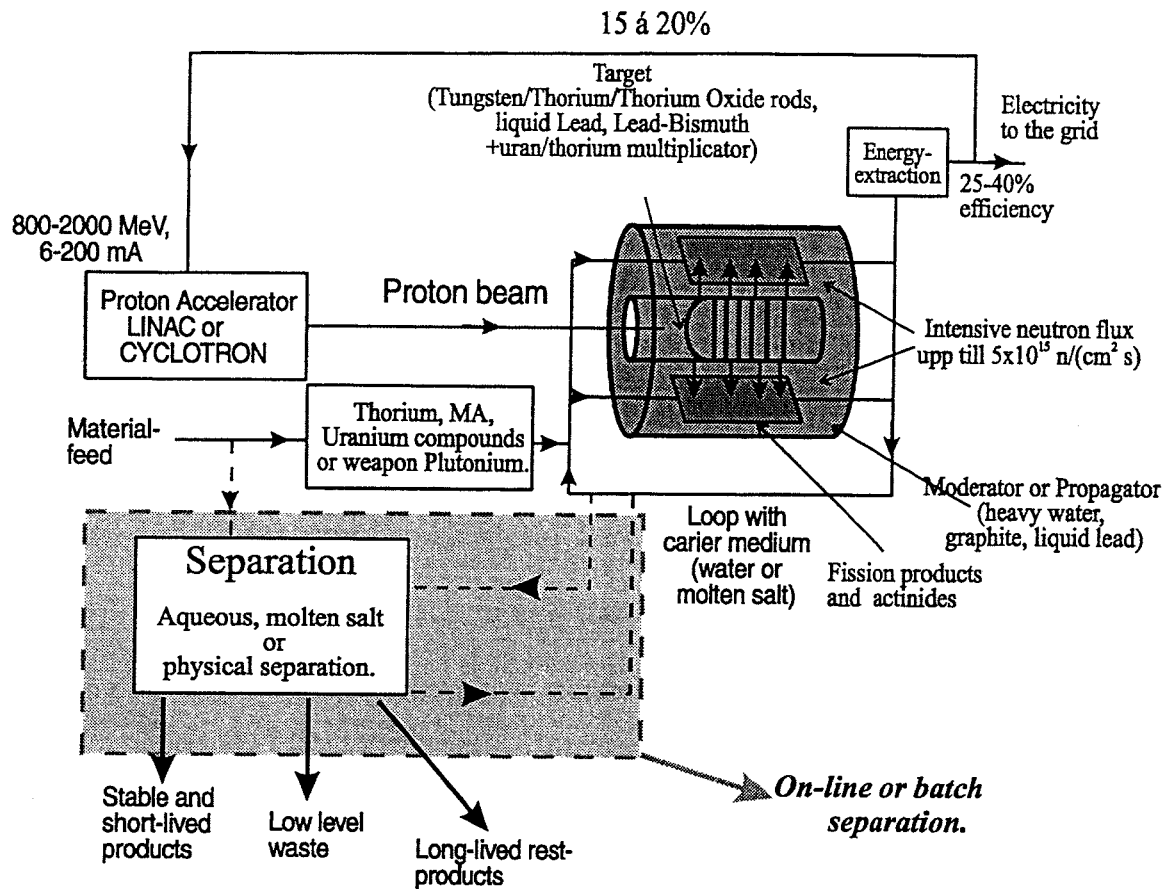 15 á 20%
Target
(Tungsten/Thorium/Thorium Oxide rods,
liquid Lead, Lead-Bismuth
+uran/thorium multiplicator)
Electricity
to the grid
Energy-
extraction
25-40%
efficiency
800-2000 MeV,
6-200 mA
Proton Accelerator
LINAC or
CYCLOTRON
Proton beam
Intensive neutron flux
upp till 5x10¹⁵ n/(cm² s)
Material-
feed
Thorium, MA,
Uranium compounds
or weapon Plutonium.
Moderator or Propagator
(heavy water,
graphite, liquid lead)
Loop with
carier medium
(water or
molten salt)
Fission products
and actinides
Separation
Aqueous, molten salt
or
physical separation.
On-line or batch
separation.
Stable and
short-lived
products
Low level
waste
Long-lived rest-
products